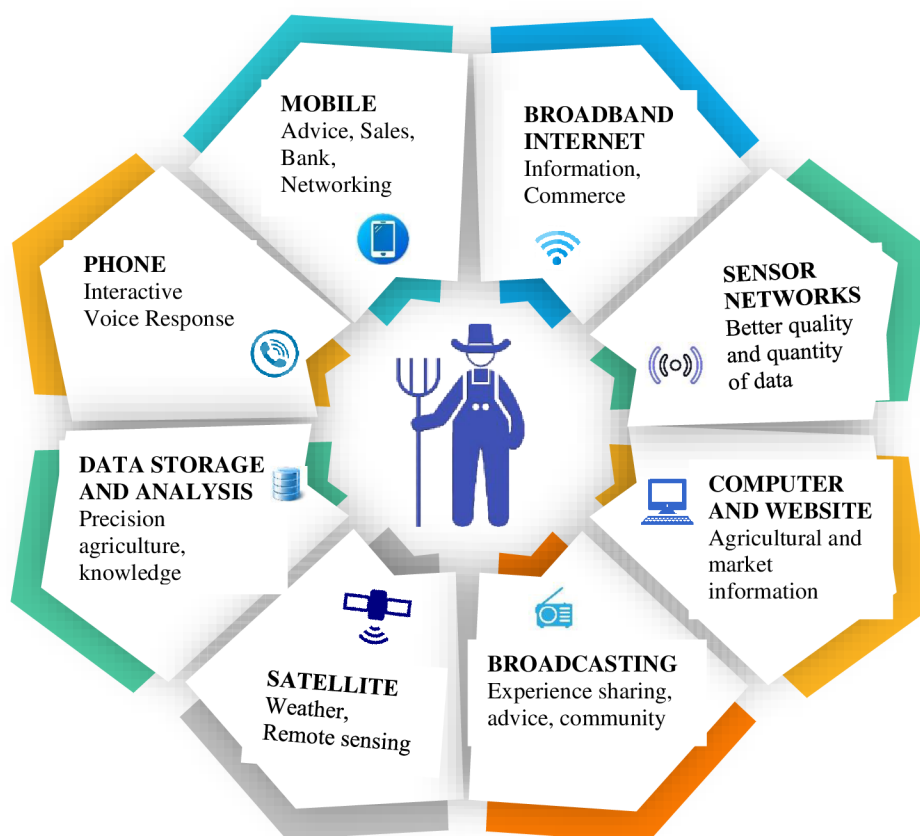 MOBILE
Advice, Sales,
Bank,
Networking
BROADBAND
INTERNET
Information,
Commerce
PHONE
Interactive
Voice Response
SENSOR
NETWORKS
Better quality
and quantity
of data
DATA STORAGE
AND ANALYSIS
Precision
agriculture,
knowledge
COMPUTER
AND WEBSITE
Agricultural and
market
information
SATELLITE
Weather,
Remote sensing
BROADCASTING
Experience sharing,
advice, community